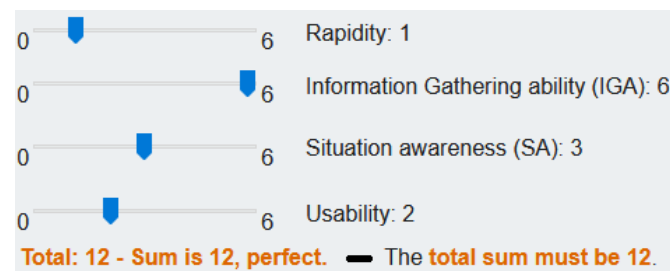 0 6 Rapidity: 1
0 6 Information Gathering ability (IGA): 6
0 6 Situation awareness (SA): 3
0 6 Usability: 2
Total: 12 - Sum is 12, perfect. — The total sum must be 12.